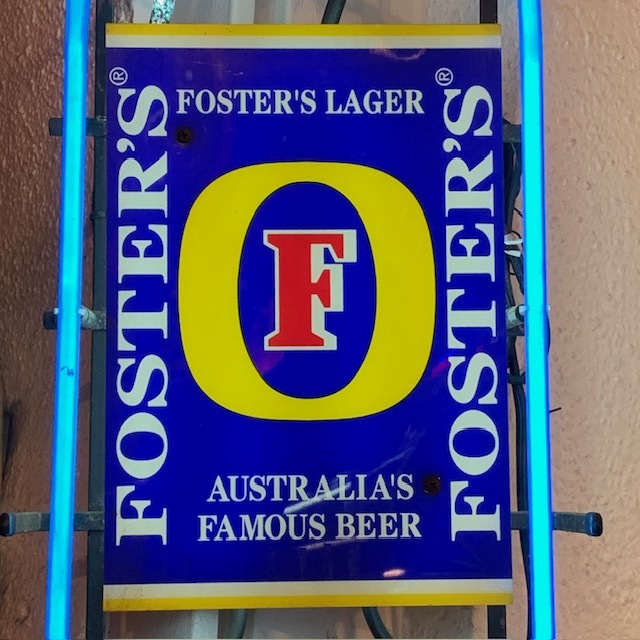 FOSTER'S LAGER
FOSTER'S®
F
FOSTER'S®
AUSTRALIA'S
FAMOUS BEER